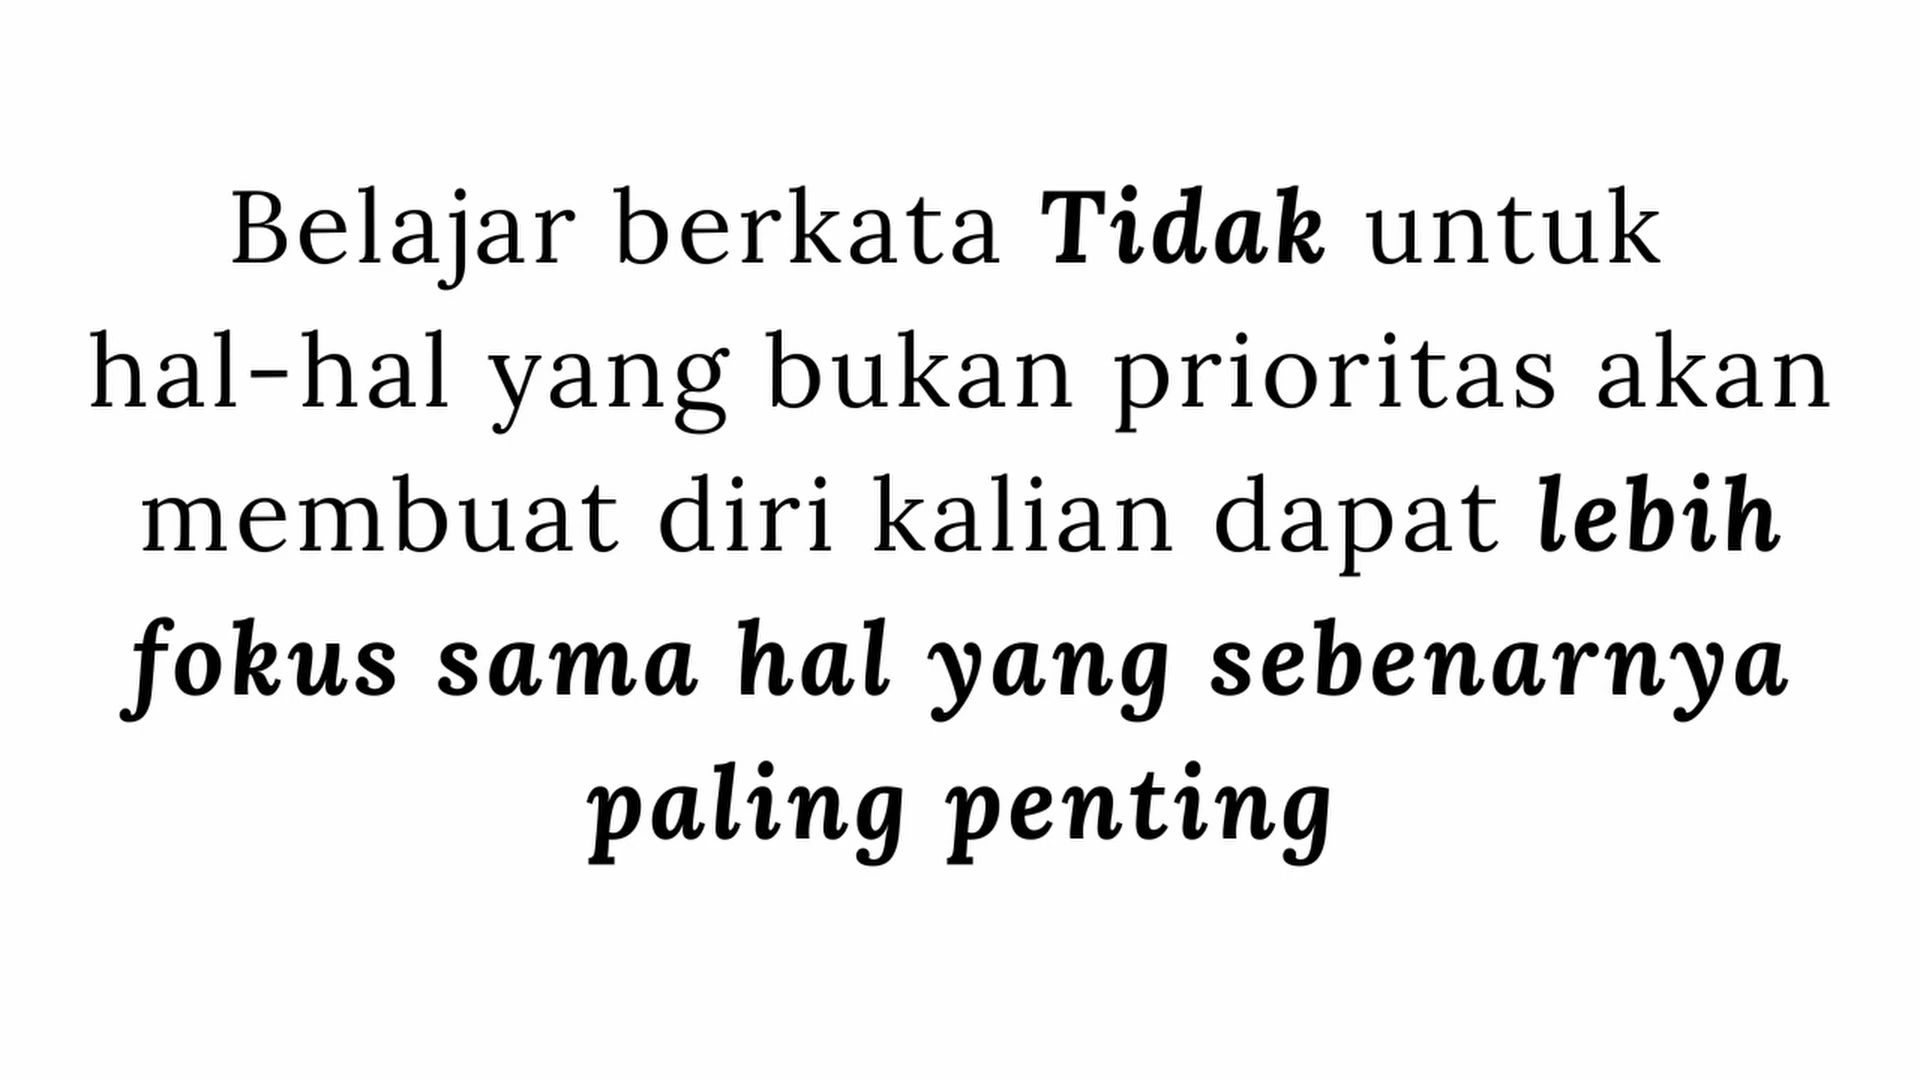 Belajar berkata Tidak untuk
hal-hal yang bukan prioritas akan
membuat diri kalian dapat lebih
fokus sama hal yang sebenarnya
paling penting